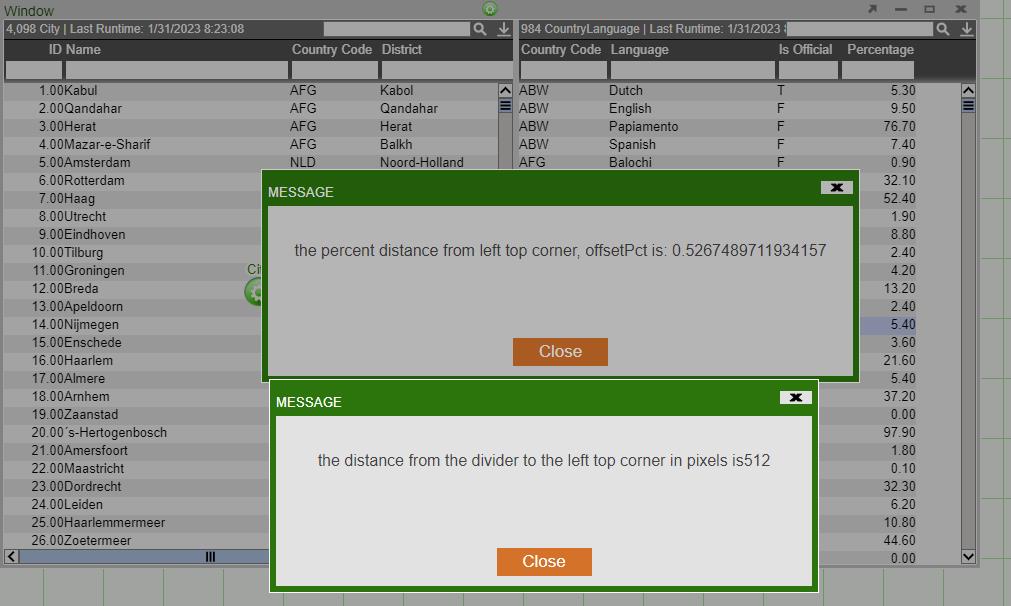 Window
4,098 City | Last Runtime: 1/31/2023 8:23:08
984 CountryLanguage | Last Runtime: 1/31/2023
ID Name Country Code District
Country Code Language Is Official Percentage
1.00 Kabul AFG Kabol ABW Dutch T 5.30
2.00 Qandahar AFG Qandahar ABW English F 9.50
3.00 Herat AFG Herat ABW Papiamento F 76.70
4.00 Mazar-e-Sharif AFG Balkh ABW Spanish F 7.40
5.00 Amsterdam NLD Noord-Holland AFG Balochi F 0.90
6.00 Rotterdam 32.10
7.00 Haag 52.40
8.00 Utrecht 1.90
9.00 Eindhoven 8.80
10.00 Tilburg 2.40
11.00 Groningen 4.20
12.00 Breda 13.20
13.00 Apeldoorn 2.40
14.00 Nijmegen 5.40
15.00 Enschede 3.60
16.00 Haarlem 21.60
17.00 Almere 5.40
18.00 Arnhem 37.20
19.00 Zaanstad 0.00
20.00 ´s-Hertogenbosch 97.90
21.00 Amersfoort 1.80
22.00 Maastricht 0.10
23.00 Dordrecht 32.30
24.00 Leiden 6.20
25.00 Haarlemmermeer 10.80
26.00 Zoetermeer 44.60
0.00
MESSAGE
the percent distance from left top corner, offsetPct is: 0.5267489711934157
Close
MESSAGE
the distance from the divider to the left top corner in pixels is512
Close